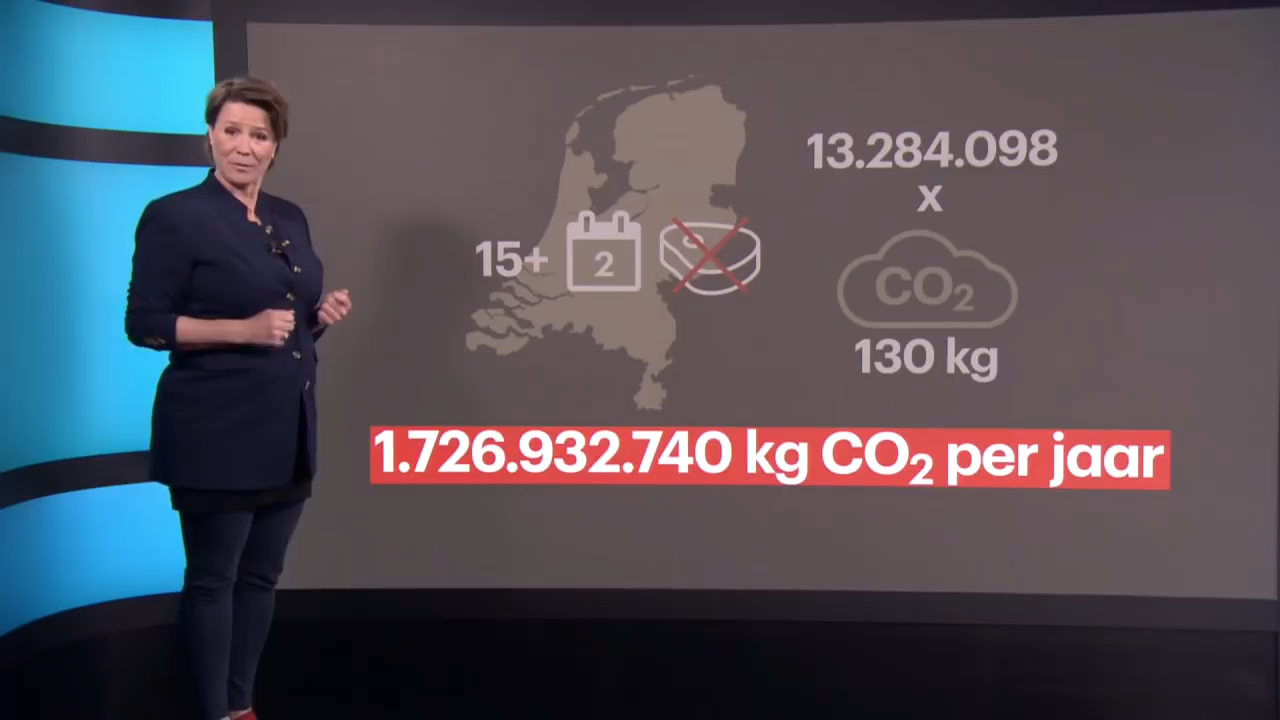 13.284.098
x
15+
2
CO₂
130 kg
1.726.932.740 kg CO₂ per jaar